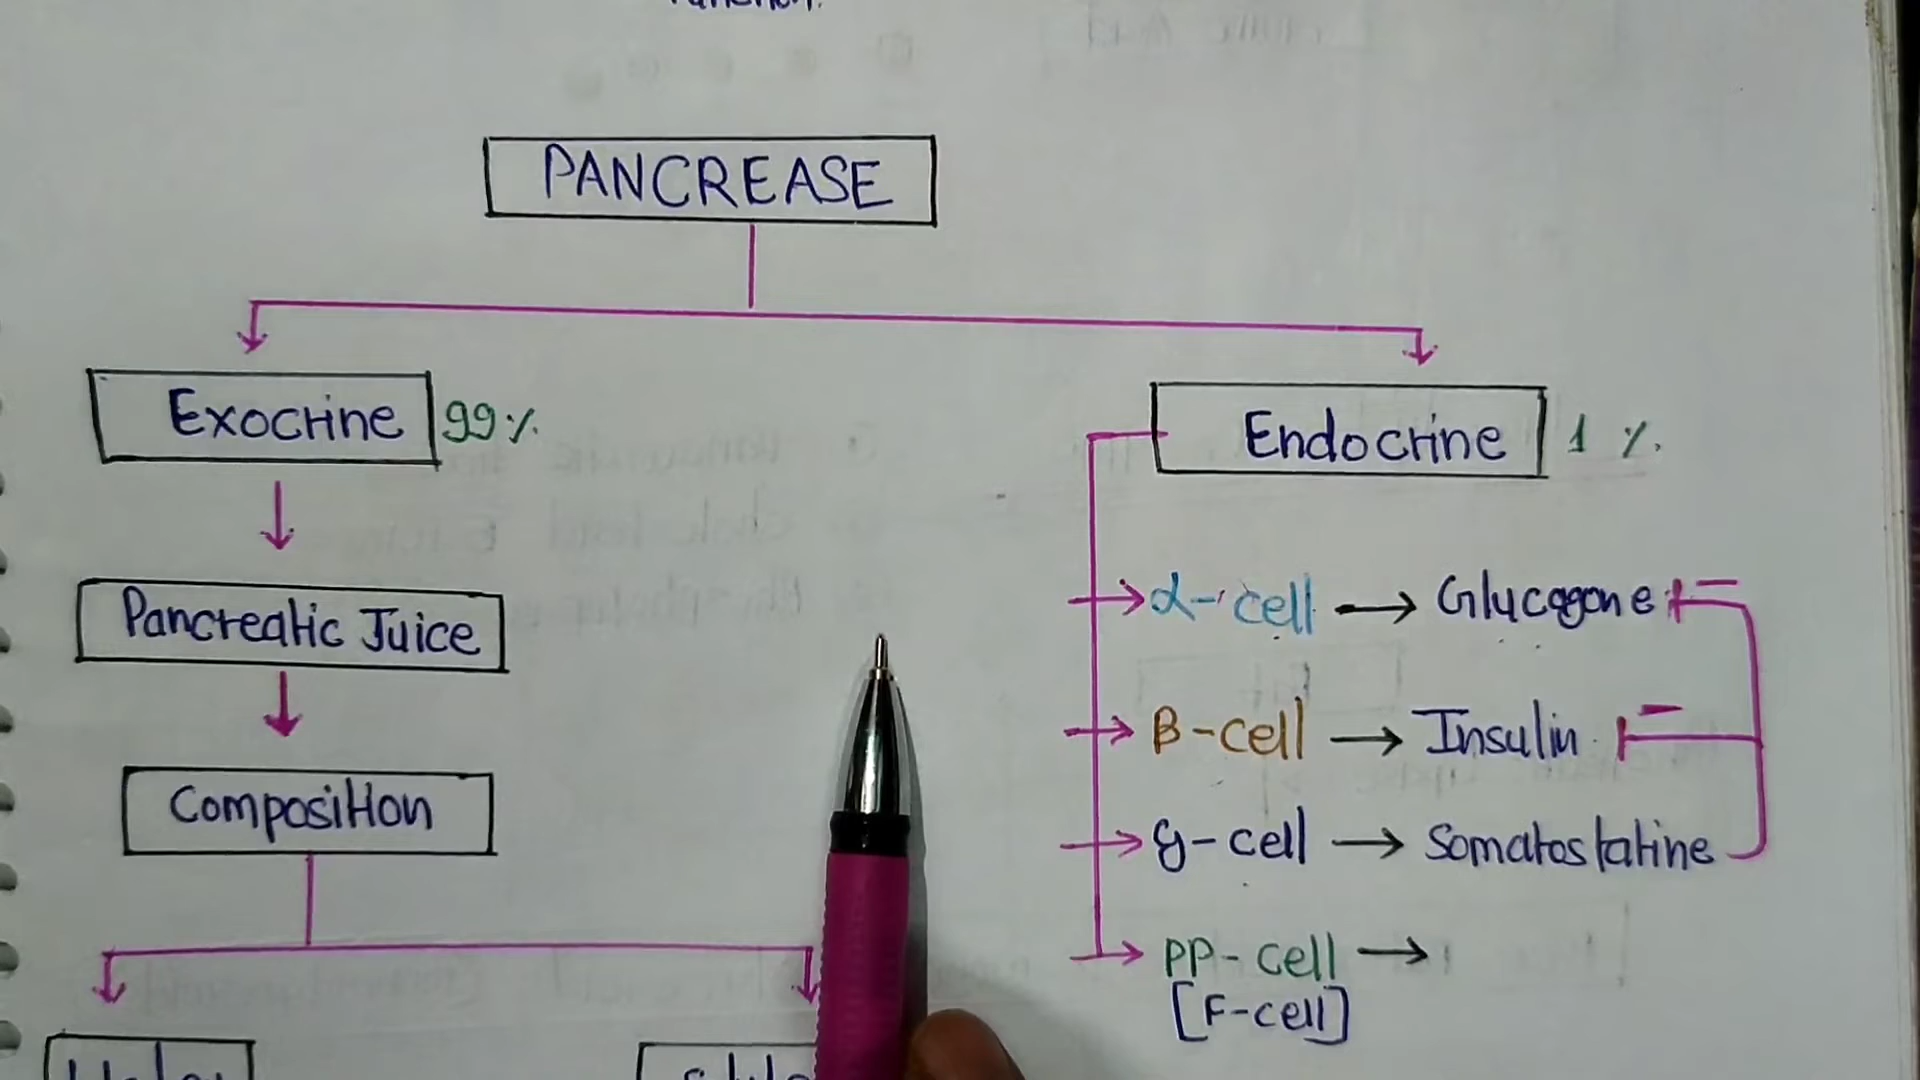 PANCREASE
Exocrine 99%
Pancreatic Juice
Composition
Endocrine 1 %
α-cell → Glucagone -
B-cell → Insulin -
δ-cell → Somatostatine
PP-cell →
[F-cell]